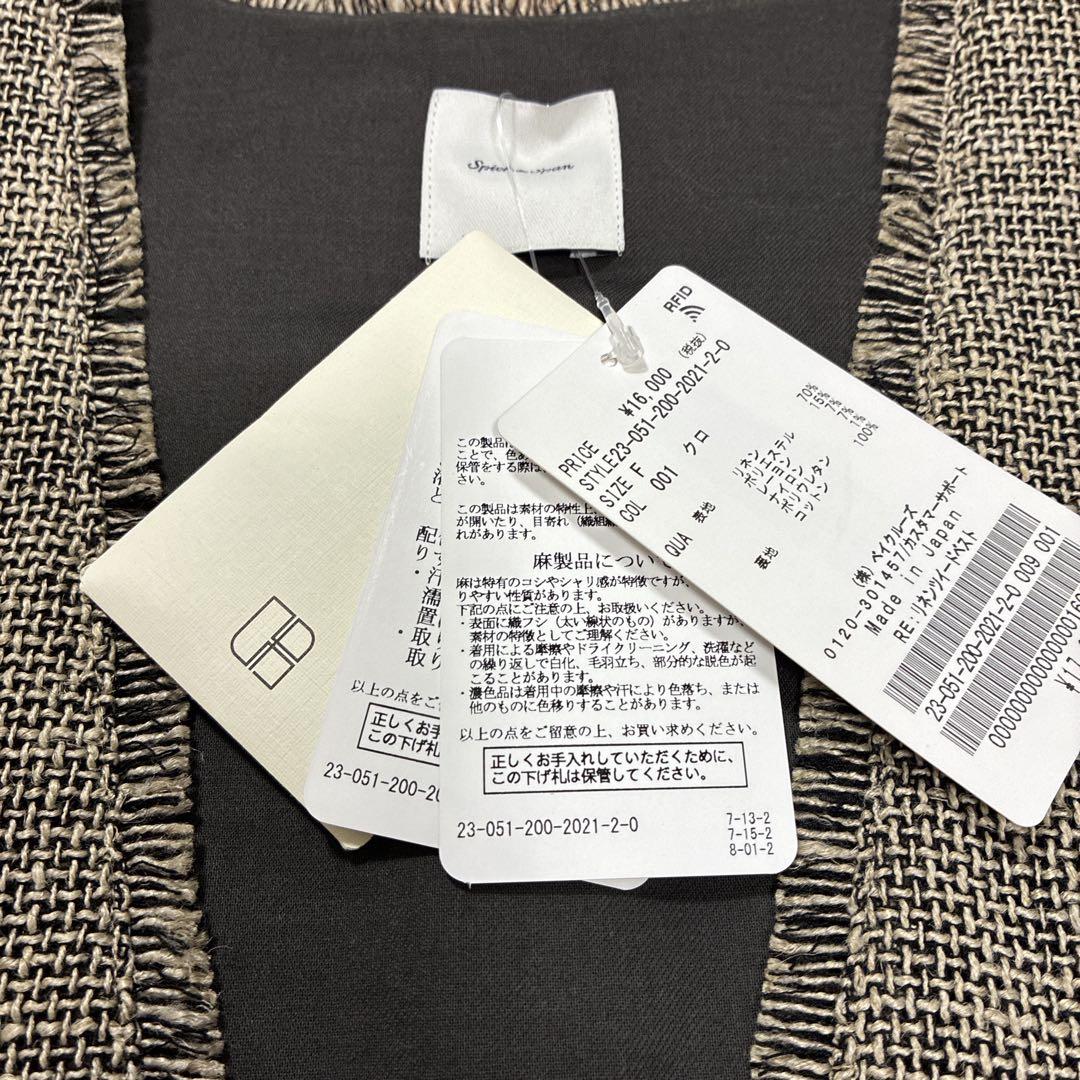 Spick & Span
RFID
PRICE ¥16,000 (税抜)
STYLE23-051-200-2021-2-0
SIZE F
COL 001 クロ
QUA 表地 リネン 70%
ポリエステル 15%
レーヨン 7%
ナイロン 7%
ポリウレタン 1%
裏地 コットン 100%
(株) ベイクルーズ
0120-301457/カスタマーサポート
Made in Japan
RE:リネンツイードベスト
23-051-200-2021-2-0 009 001
この製品に
ことで、色
保管をする際は
さい。
この製品は素材の特性上
が開いたり、目寄れ(織組
れがあります。
麻製品について
麻は特有のコシやシャリ感が特徴ですが、
りやすい性質があります。
下記の点にご注意の上、お取扱いください。
・表面に織フシ(太い線状のもの)がありますが、
素材の特徴としてご理解ください。
・着用による摩擦やドライクリーニング、洗濯など
の繰り返しで白化、毛羽立ち、部分的な脱色が起
こることがあります。
・濃色品は着用中の摩擦や汗により色落ち、または
他のものに色移りすることがあります。
以上の点をご留意の上、お買い求めください。
正しくお手入れしていただくために、
この下げ札は保管してください。
23-051-200-2021-2-0
7-13-2
7-15-2
8-01-2
以上の点をご
正しくお手
この下げ札
23-051-200-20